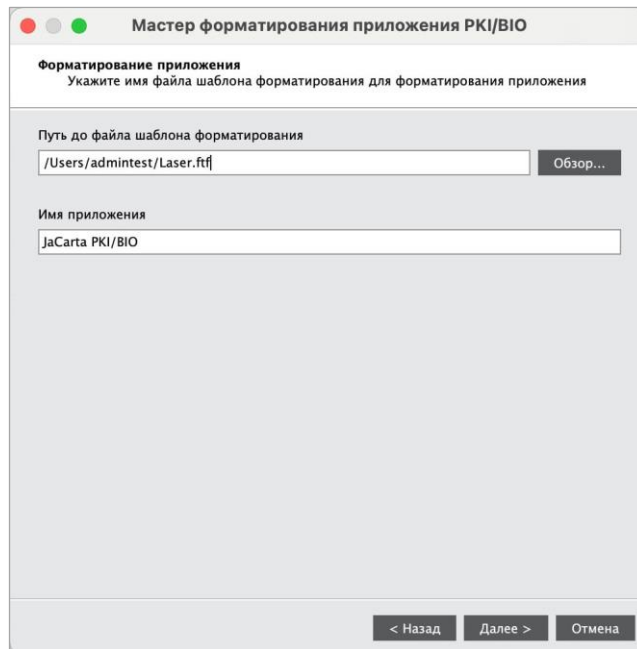 Мастер форматирования приложения PKI/BIO
Форматирование приложения
Укажите имя файла шаблона форматирования для форматирования приложения
Путь до файла шаблона форматирования
/Users/admintest/Laser.ftf
Обзор...
Имя приложения
JaCarta PKI/BIO
< Назад Далее > Отмена